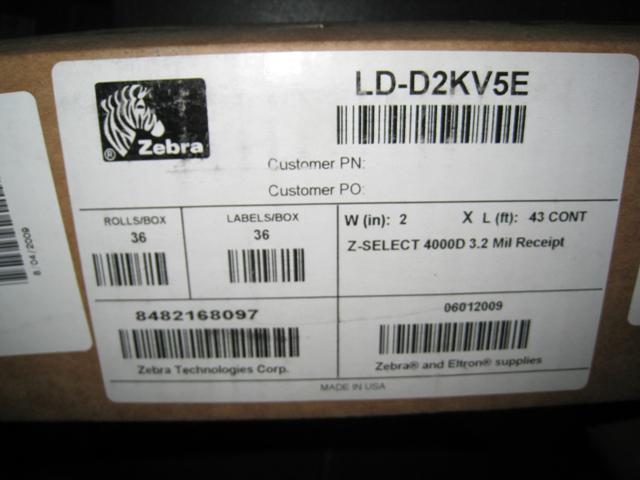 LD-D2KV5E
® Zebra
Customer PN:
Customer PO:
ROLLS/BOX
36
LABELS/BOX
36
W (in): 2 X L (ft): 43 CONT
Z-SELECT 4000D 3.2 Mil Receipt
8482168097
Zebra Technologies Corp.
06012009
Zebra® and Eltron® supplies
MADE IN USA
8/04/2009